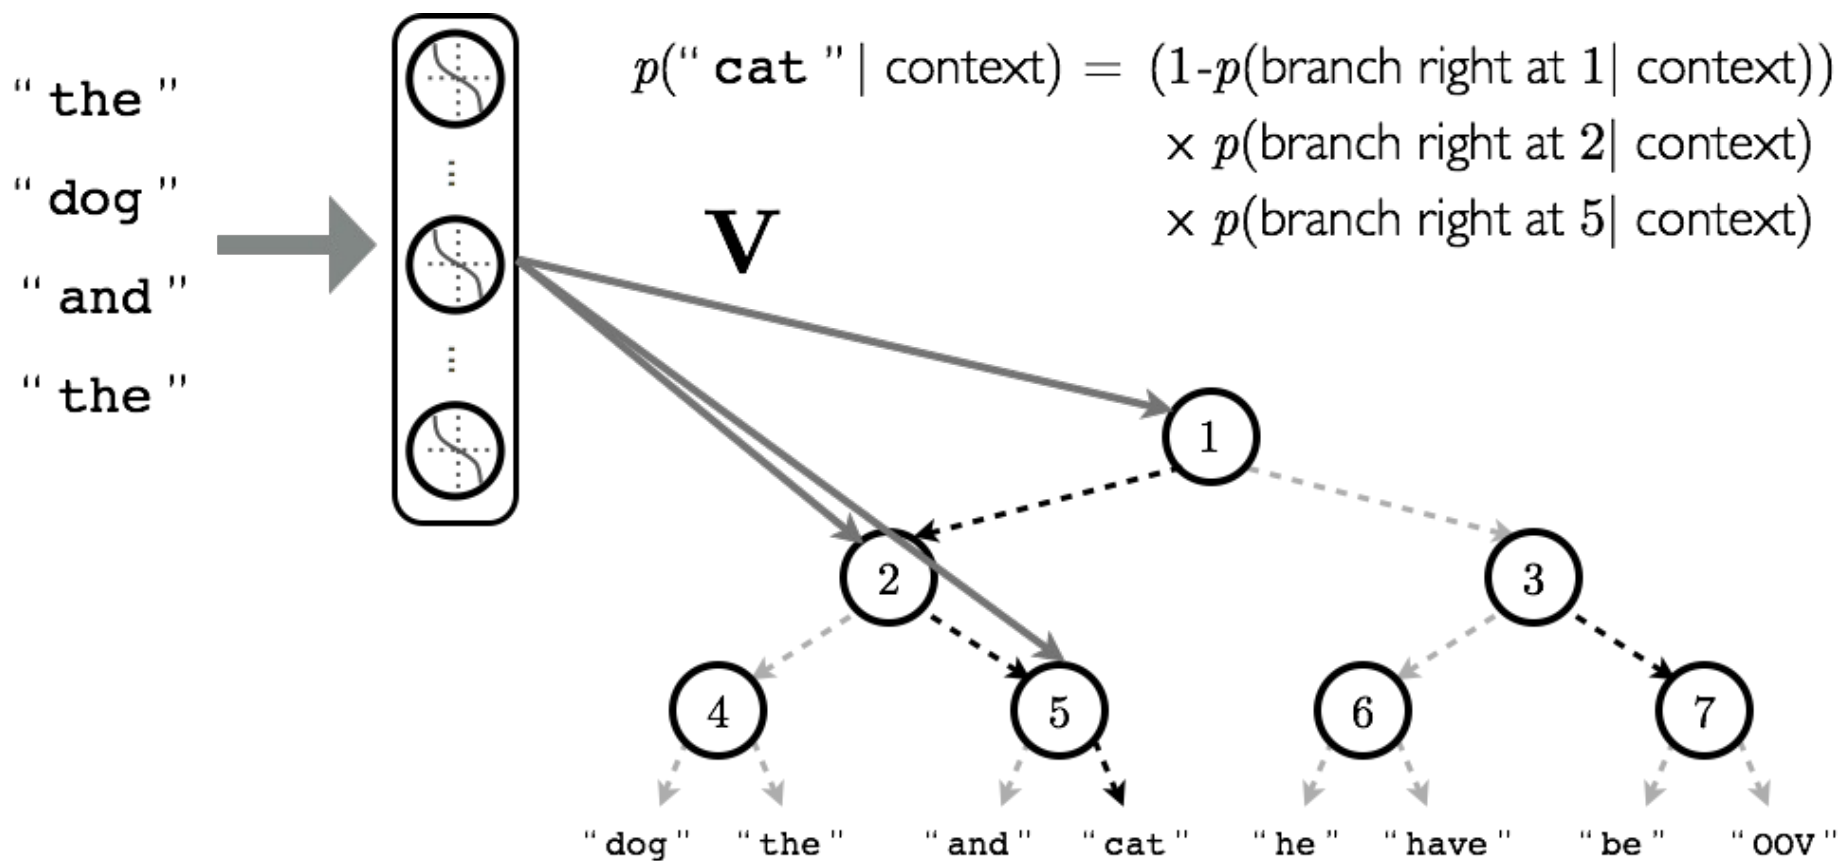 “ the ”
“ dog ”
“ and ”
“ the ”
p(“ cat ” | context) = (1-p(branch right at 1| context))
× p(branch right at 2| context)
× p(branch right at 5| context)
V
1
2
3
4
5
6
7
“dog” “the” “and” “cat” “he” “have” “be” “OOV”